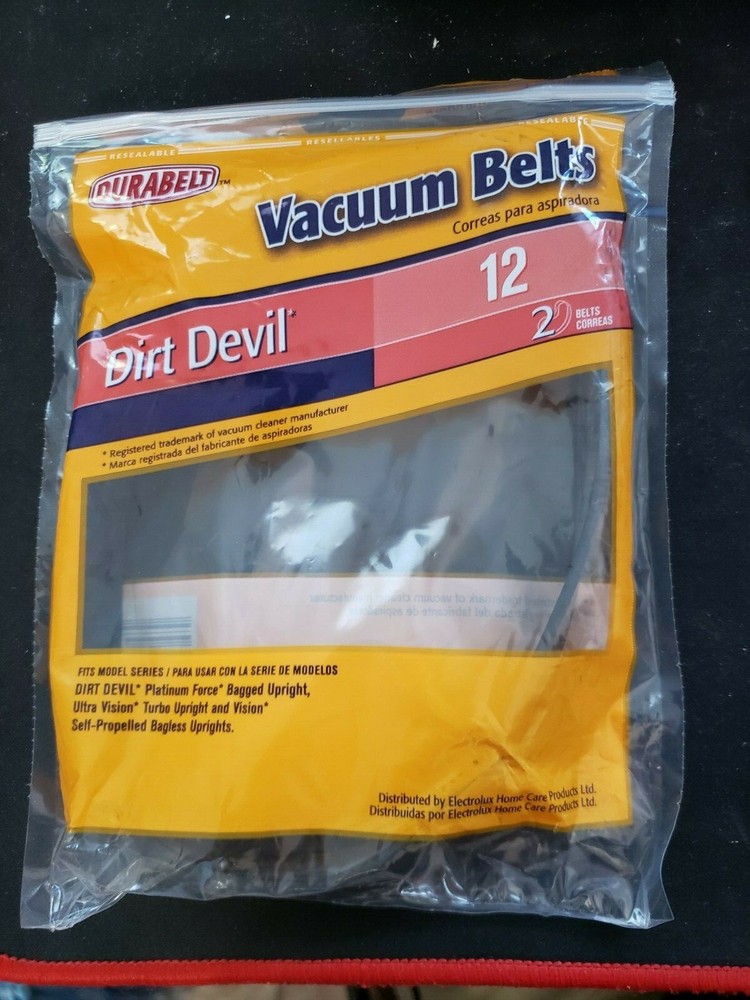 RESEALABLE
RESELLABLES
RESEALABLE
DURABELT™
Vacuum Belts
Correas para aspiradora
12
Dirt Devil*
2 BELTS
CORREAS
* Registered trademark of vacuum cleaner manufacturer
* Marca registrada del fabricante de aspiradoras
FITS MODEL SERIES / PARA USAR CON LA SERIE DE MODELOS
DIRT DEVIL* Platinum Force* Bagged Upright,
Ultra Vision* Turbo Upright and Vision*
Self-Propelled Bagless Uprights.
Distributed by Electrolux Home Care Products Ltd.
Distribuidas por Electrolux Home Care Products Ltd.